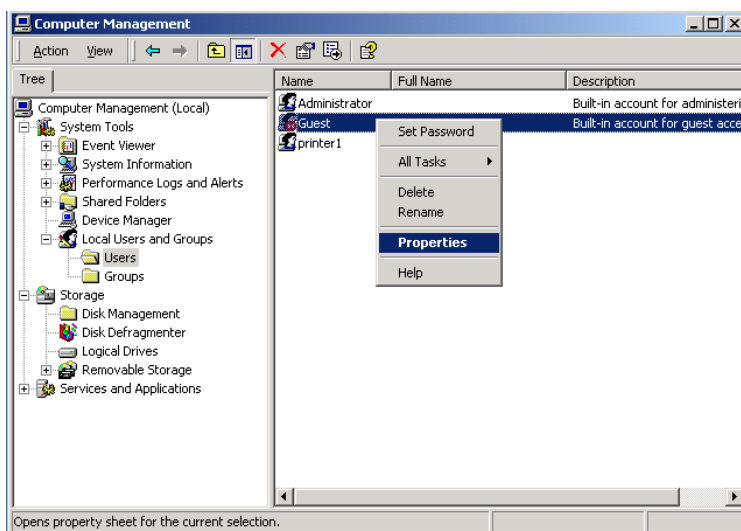 Computer Management
Action View
Tree
Name Full Name Description
Computer Management (Local)
System Tools
Event Viewer
System Information
Performance Logs and Alerts
Shared Folders
Device Manager
Local Users and Groups
Users
Groups
Storage
Disk Management
Disk Defragmenter
Logical Drives
Removable Storage
Services and Applications
Administrator Built-in account for administeri
Guest Built-in account for guest acce
printer1
Set Password
All Tasks
Delete
Rename
Properties
Help
Opens property sheet for the current selection.